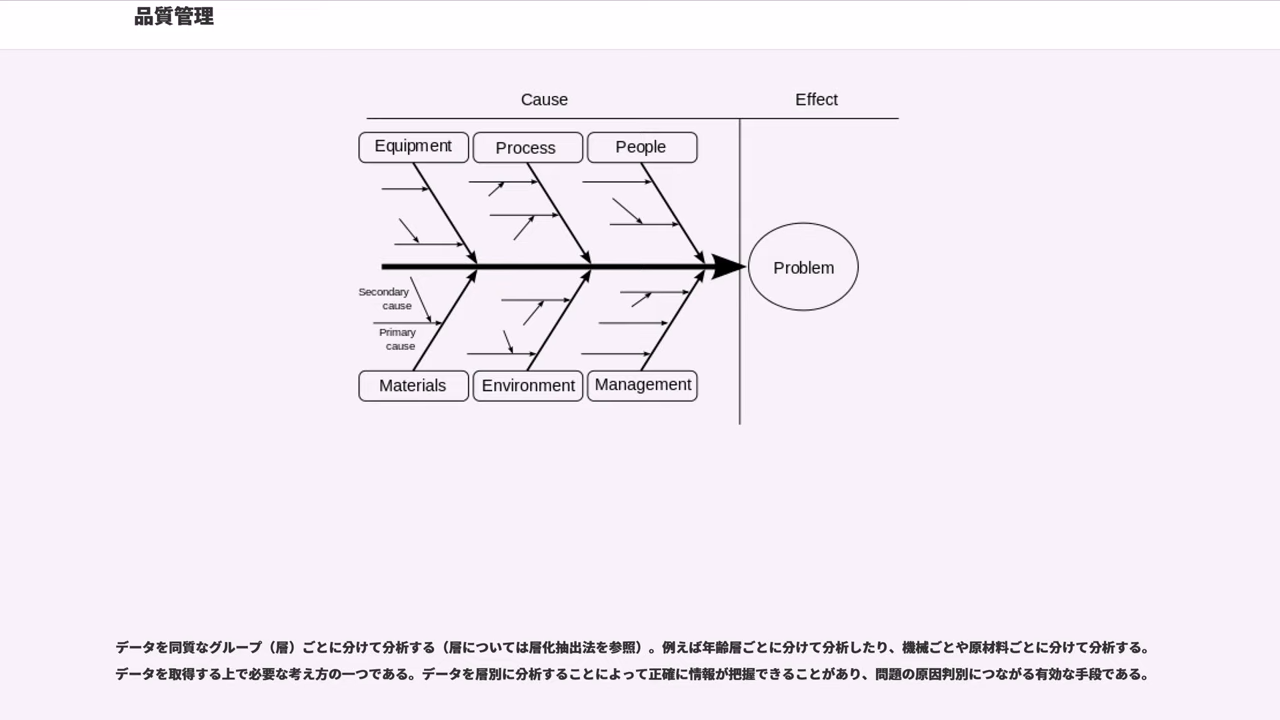 品質管理
Cause
Effect
Equipment
Process
People
Problem
Secondary
cause
Primary
cause
Materials
Environment
Management
データを同質なグループ（層）ごとに分けて分析する（層については層化抽出法を参照）。例えば年齢層ごとに分けて分析したり、機械ごとや原材料ごとに分けて分析する。
データを取得する上で必要な考え方の一つである。データを層別に分析することによって正確に情報が把握できることがあり、問題の原因判別につながる有効な手段である。